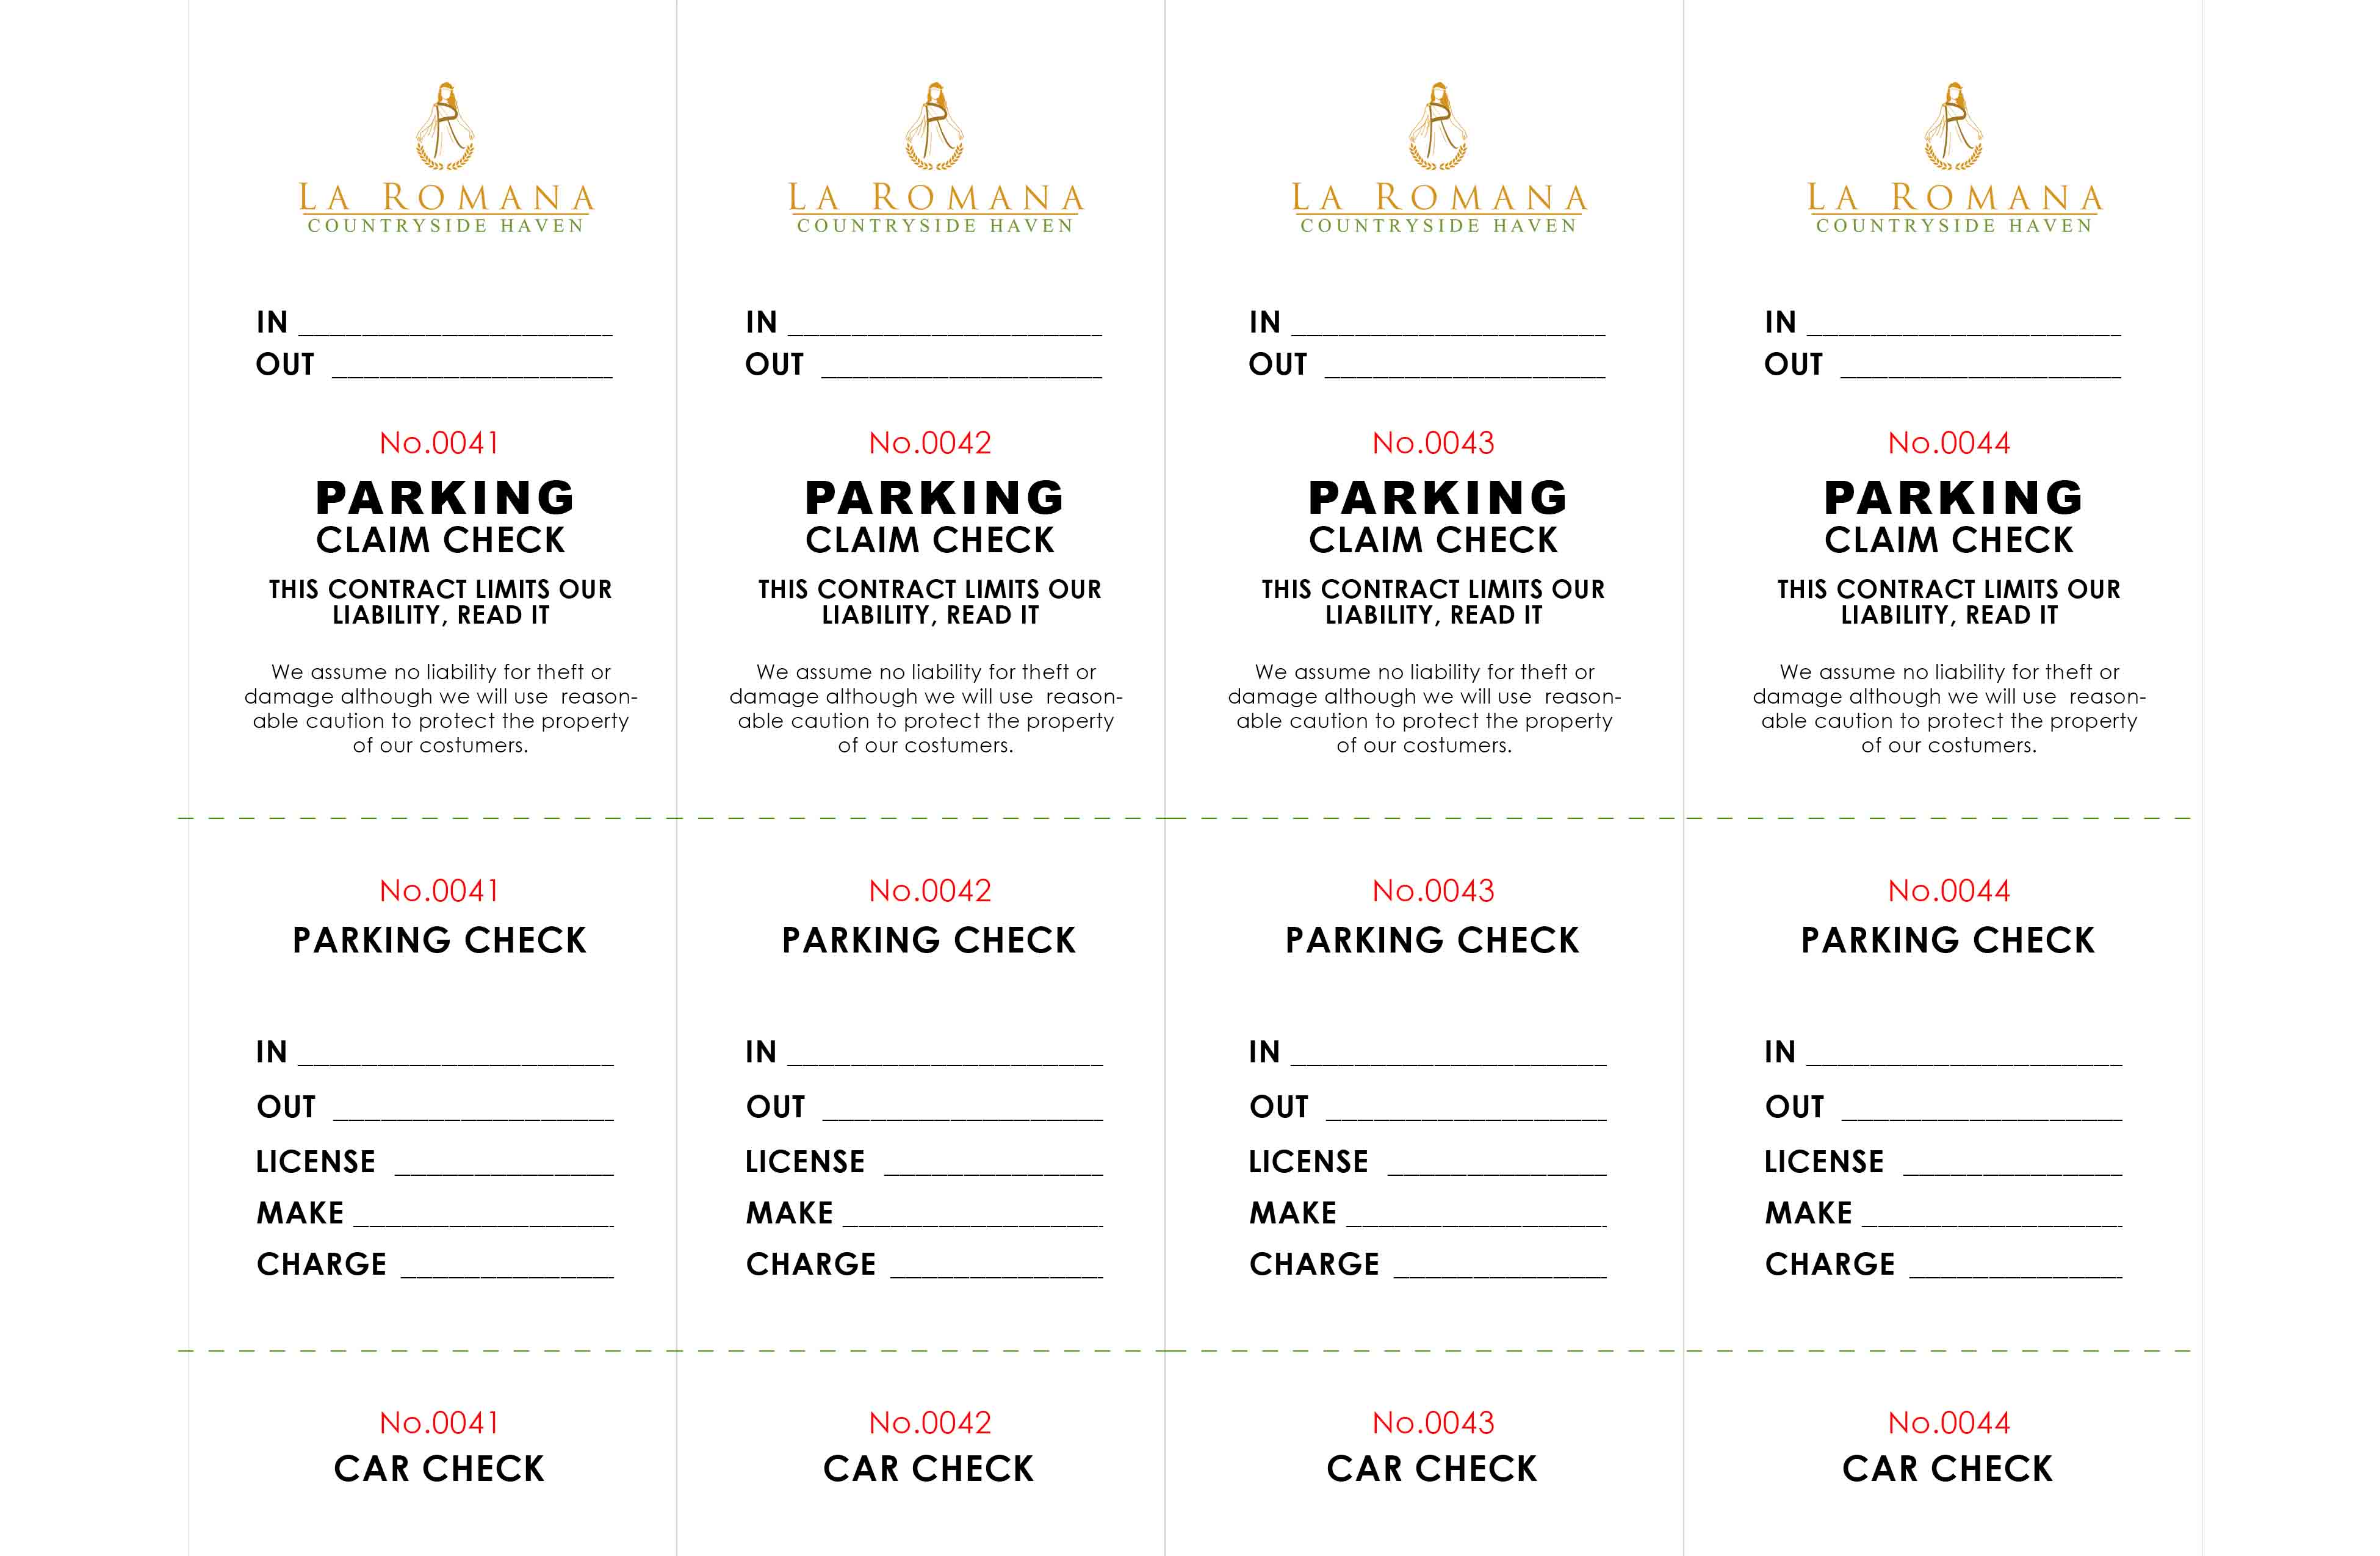 LA ROMANA
COUNTRYSIDE HAVEN
IN ____________________
OUT __________________
No.0041
PARKING
CLAIM CHECK
THIS CONTRACT LIMITS OUR
LIABILITY, READ IT
We assume no liability for theft or
damage although we will use  reason-
able caution to protect the property
of our costumers.
No.0041
PARKING CHECK
IN ____________________
OUT __________________
LICENSE ______________
MAKE _________________
CHARGE ______________
No.0041
CAR CHECK
LA ROMANA
COUNTRYSIDE HAVEN
IN ____________________
OUT __________________
No.0042
PARKING
CLAIM CHECK
THIS CONTRACT LIMITS OUR
LIABILITY, READ IT
We assume no liability for theft or
damage although we will use  reason-
able caution to protect the property
of our costumers.
No.0042
PARKING CHECK
IN ____________________
OUT __________________
LICENSE ______________
MAKE _________________
CHARGE ______________
No.0042
CAR CHECK
LA ROMANA
COUNTRYSIDE HAVEN
IN ____________________
OUT __________________
No.0043
PARKING
CLAIM CHECK
THIS CONTRACT LIMITS OUR
LIABILITY, READ IT
We assume no liability for theft or
damage although we will use  reason-
able caution to protect the property
of our costumers.
No.0043
PARKING CHECK
IN ____________________
OUT __________________
LICENSE ______________
MAKE _________________
CHARGE ______________
No.0043
CAR CHECK
LA ROMANA
COUNTRYSIDE HAVEN
IN ____________________
OUT __________________
No.0044
PARKING
CLAIM CHECK
THIS CONTRACT LIMITS OUR
LIABILITY, READ IT
We assume no liability for theft or
damage although we will use  reason-
able caution to protect the property
of our costumers.
No.0044
PARKING CHECK
IN ____________________
OUT __________________
LICENSE ______________
MAKE _________________
CHARGE ______________
No.0044
CAR CHECK